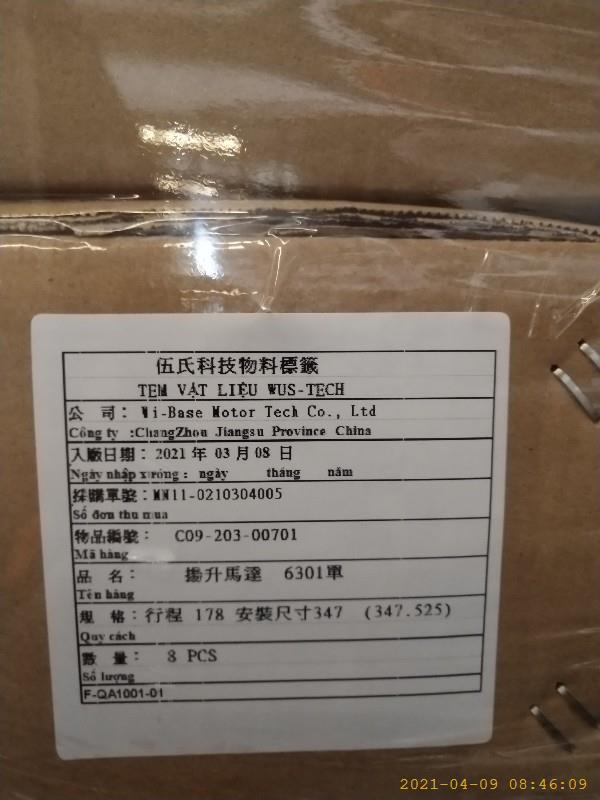 伍氏科技物料標籤
TEM VẬT LIỆU WUS-TECH
公 司： Wi-Base Motor Tech Co., Ltd
Công ty :ChangZhou Jiangsu Province China
入廠日期：2021 年 03 月 08 日
Ngày nhập xưởng : ngày tháng năm
採購單號：MN11-0210304005
Số đơn thu mua
物品編號： C09-203-00701
Mã hàng
品 名： 揚升馬達 6301單
Tên hàng
規 格：行程 178 安裝尺寸347 (347.525)
Quy cách
數 量： 8 PCS
Số lượng
F-QA1001-01
2021-04-09 08:46:09